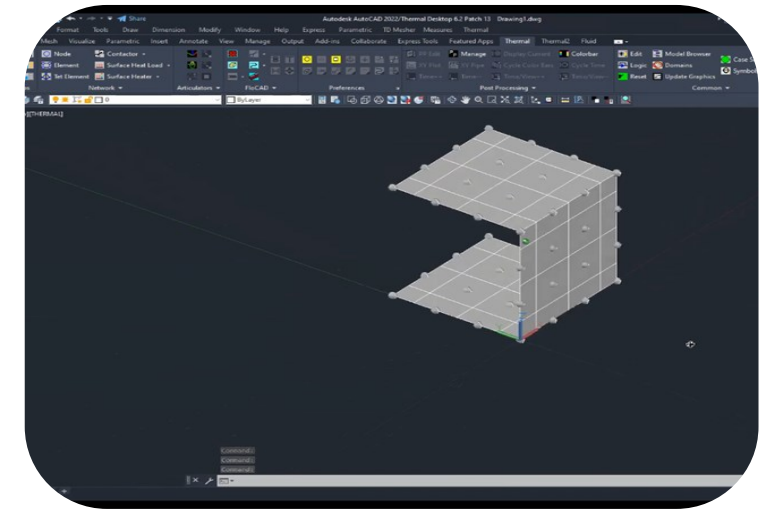 Share Autodesk AutoCAD 2022/Thermal Desktop 6.2 Patch 13 Drawing1.dwg
Format Tools Draw Dimension Modify Window Help Express Parametric TD Mesher Measures Thermal
Mesh Visualize Parametric Insert Annotate View Manage Output Add-ins Collaborate Express Tools Featured Apps Thermal Thermal2 Fluid
Node Contactor Manage Colorbar Edit Model Browser
Element Surface Heat Load Logic Domains
Set Element Surface Heater Reset Update Graphics
Network Articulators FloCAD Preferences Post Processing Common
0 ByLayer
[THERMAL]
Command:
Command:
Command: